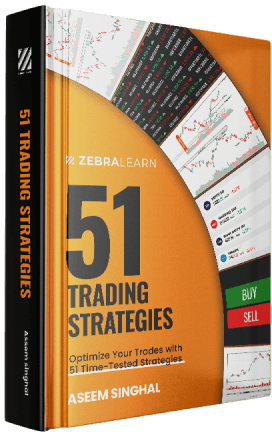 51 TRADING STRATEGIES
Aseem singhal
ZEBRALEARN
51
TRADING
STRATEGIES
Optimize Your Trades with
51 Time-Tested Strategies
ASEEM SINGHAL
BUY
SELL